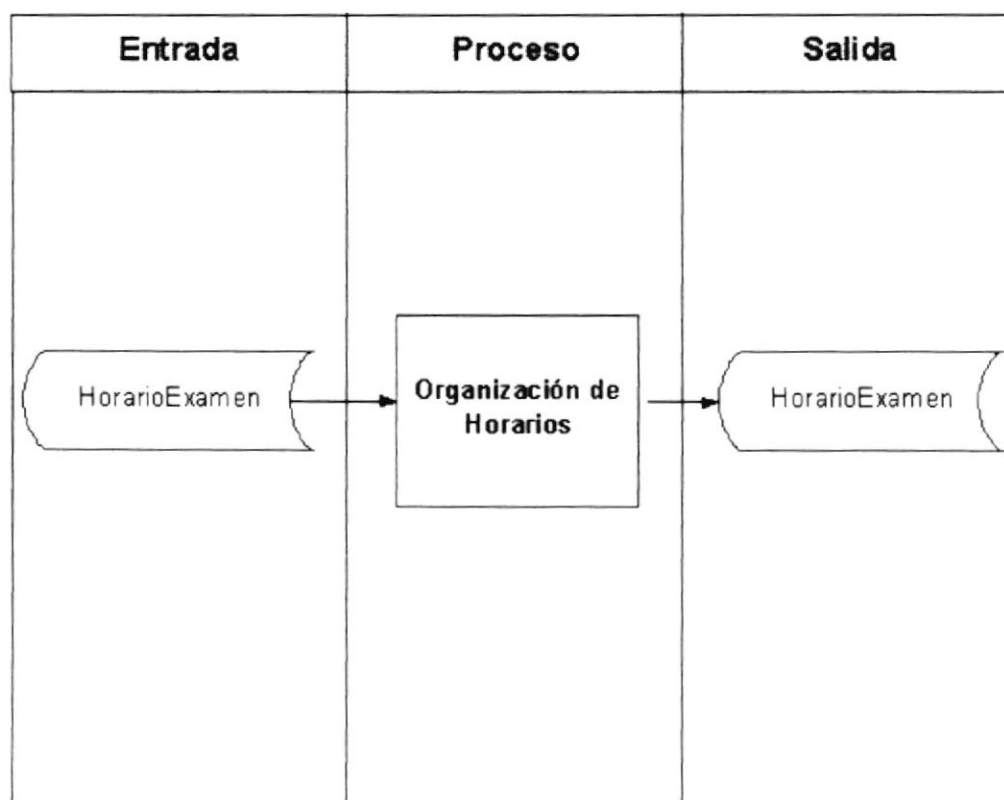 Entrada
Proceso
Salida
HorarioExamen
Organización de
Horarios
HorarioExamen